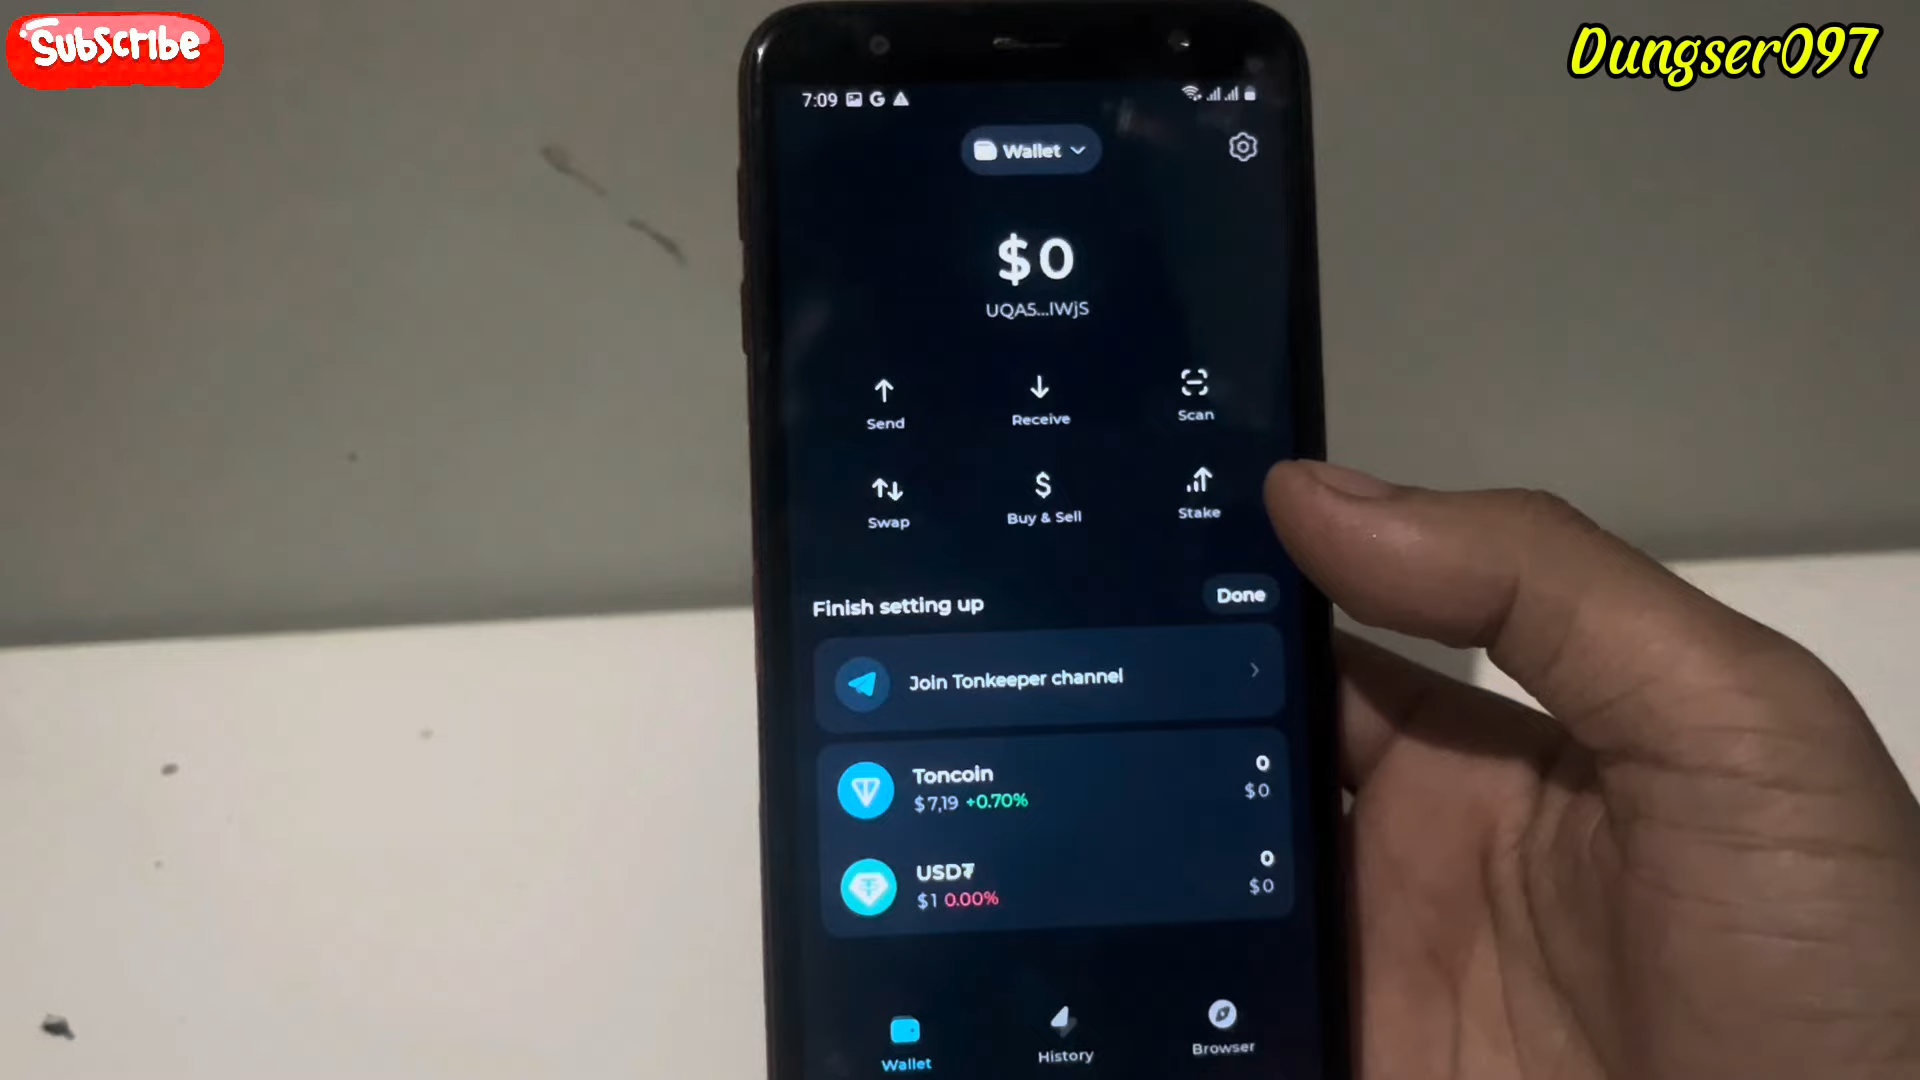 Subscribe
Dungser097
7:09
Wallet
$0
UQA5...IWjS
Send
Receive
Scan
Swap
Buy & Sell
Stake
Finish setting up
Done
Join Tonkeeper channel
Toncoin
0
$7,19 +0.70%
$0
USD₮
0
$1 0.00%
$0
Wallet
History
Browser